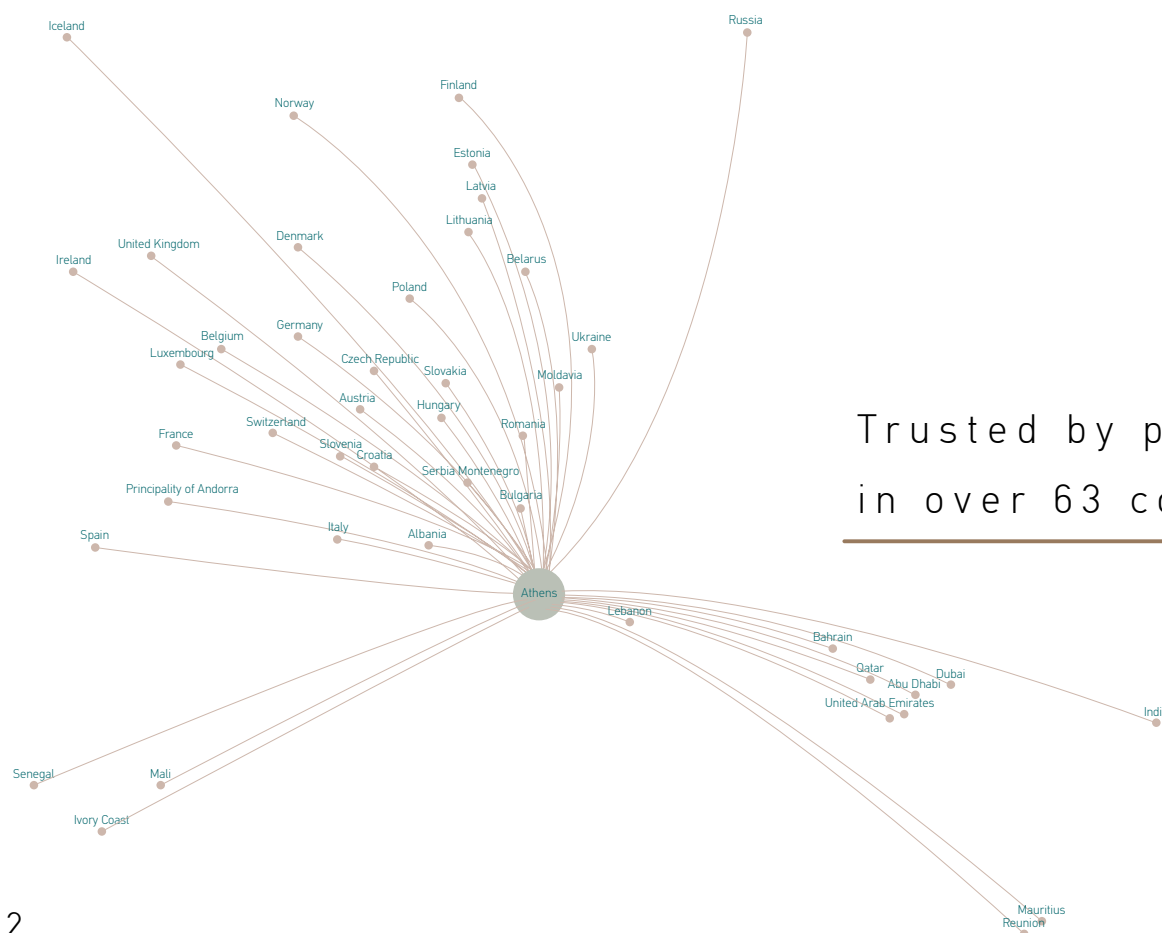 Russia
Iceland
Finland
Norway
Estonia
Latvia
Lithuania
Denmark
United Kingdom
Ireland
Belarus
Poland
Germany
Belgium
Ukraine
Luxembourg
Czech Republic
Slovakia
Moldavia
Austria
Hungary
Switzerland
Romania
France
Slovenia
Croatia
Serbia Montenegro
Principality of Andorra
Bulgaria
Italy
Albania
Spain
Athens
Lebanon
Bahrain
Qatar
Dubai
Abu Dhabi
United Arab Emirates
Indi
Senegal
Mali
Ivory Coast
Mauritius
Reunion
Trusted by p
in over 63 co
2